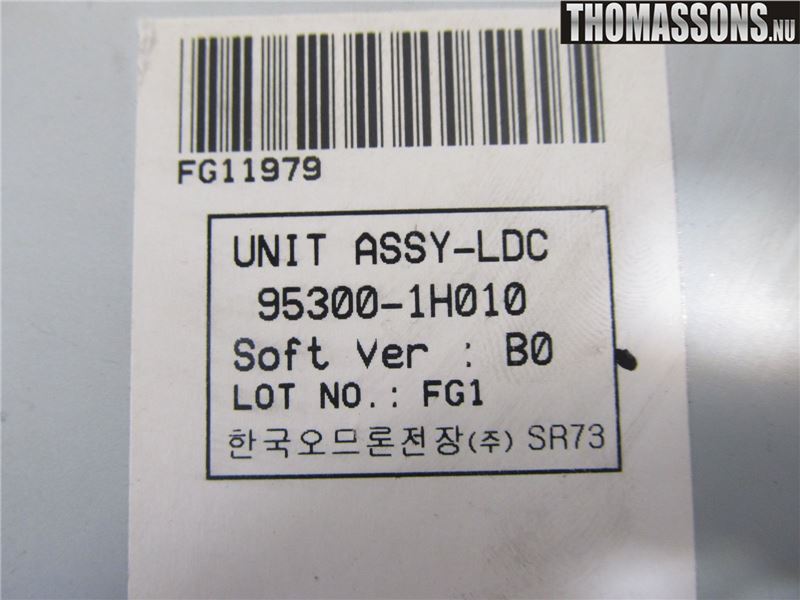 THOMASSONS.NU
FG11979
UNIT ASSY-LDC
95300-1H010
Soft Ver : B0
LOT NO.: FG1
한국오므론전장(주) SR73